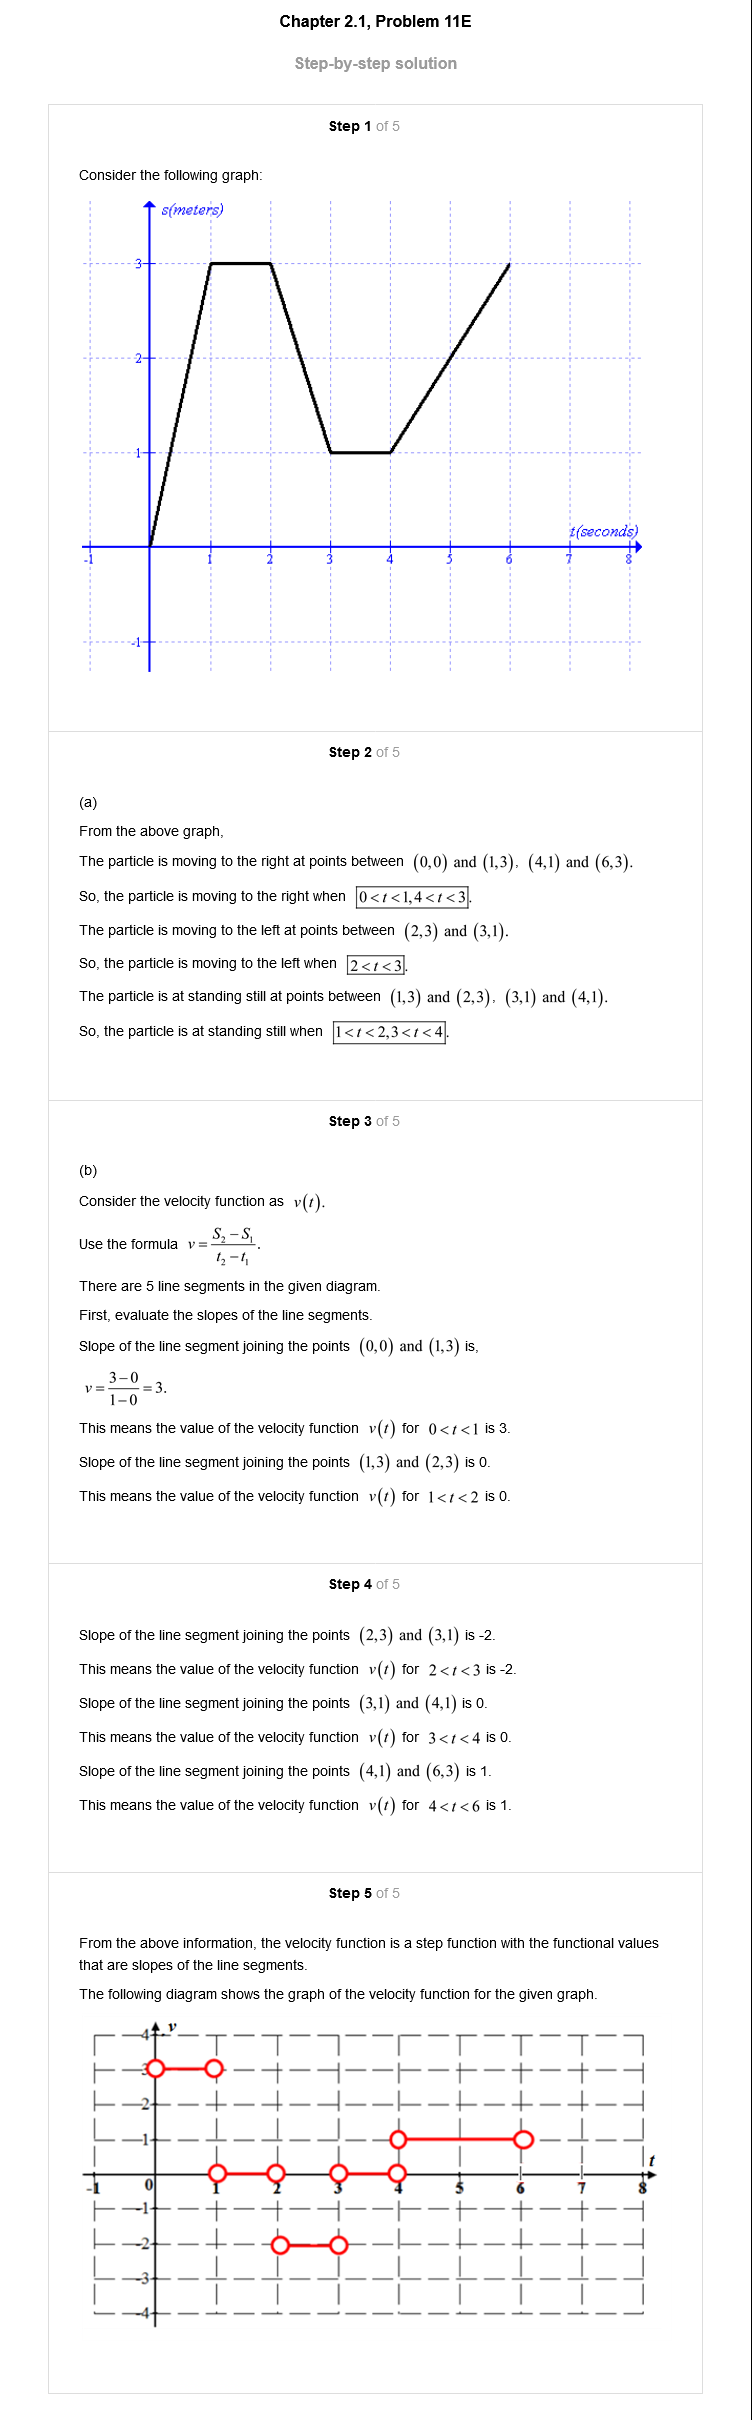 Chapter 2.1, Problem 11E
Step-by-step solution
Step 1 of 5
Consider the following graph:
s(meters)
3
2
1
t(seconds)
-1 1 2 3 4 5 6 7 8
-1
Step 2 of 5
(a)
From the above graph,
The particle is moving to the right at points between (0,0) and (1,3), (4,1) and (6,3).
So, the particle is moving to the right when 0<t<1,4<t<3.
The particle is moving to the left at points between (2,3) and (3,1).
So, the particle is moving to the left when 2<t<3.
The particle is at standing still at points between (1,3) and (2,3), (3,1) and (4,1).
So, the particle is at standing still when 1<t<2,3<t<4.
Step 3 of 5
(b)
Consider the velocity function as v(t).
Use the formula v=(S₂−S₁)/(t₂−t₁).
There are 5 line segments in the given diagram.
First, evaluate the slopes of the line segments.
Slope of the line segment joining the points (0,0) and (1,3) is,
v=(3−0)/(1−0)=3.
This means the value of the velocity function v(t) for 0<t<1 is 3.
Slope of the line segment joining the points (1,3) and (2,3) is 0.
This means the value of the velocity function v(t) for 1<t<2 is 0.
Step 4 of 5
Slope of the line segment joining the points (2,3) and (3,1) is -2.
This means the value of the velocity function v(t) for 2<t<3 is -2.
Slope of the line segment joining the points (3,1) and (4,1) is 0.
This means the value of the velocity function v(t) for 3<t<4 is 0.
Slope of the line segment joining the points (4,1) and (6,3) is 1.
This means the value of the velocity function v(t) for 4<t<6 is 1.
Step 5 of 5
From the above information, the velocity function is a step function with the functional values
that are slopes of the line segments.
The following diagram shows the graph of the velocity function for the given graph.
v
4
3
2
1
t
-1 0 1 2 3 4 5 6 7 8
-1
-2
-3
-4